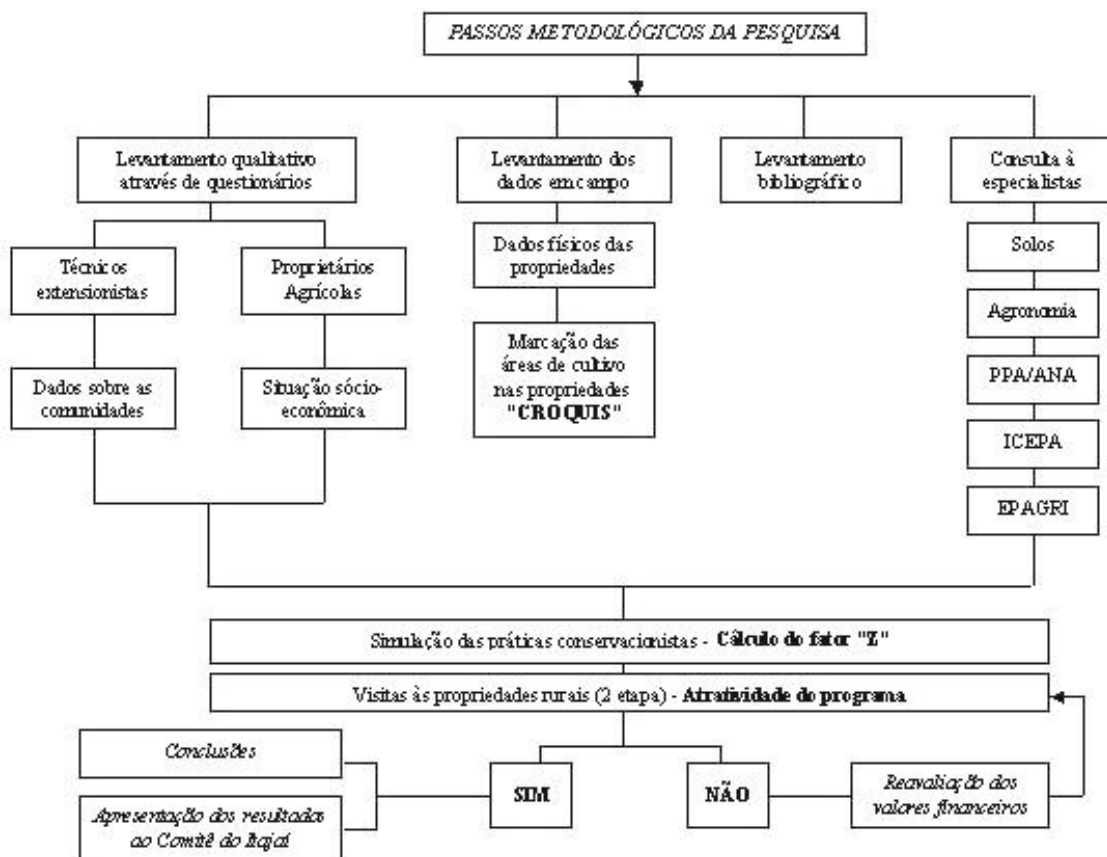 PASSOS METODOLÓGICOS DA PESQUISA
Levantamento qualitativo
através de questionários
Levantamento dos
dados em campo
Levantamento
bibliográfico
Consulta à
especialistas
Técnicos
extensionistas
Proprietários
Agrícolas
Dados físicos das
propriedades
Solos
Agronomia
Dados sobre as
comunidades
Situação sócio-
econômica
Marcação das
áreas de cultivo
nas propriedades
"CROQUIS"
PPA/ANA
ICEPA
EPAGRI
Simulação das práticas conservacionistas - Cálculo do fator "Z"
Visitas às propriedades rurais (2 etapa) - Atratividade do programa
Conclusões
Apresentação dos resultados
ao Comitê do Itajaí
SIM
NÃO
Reavaliação dos
valores financeiros